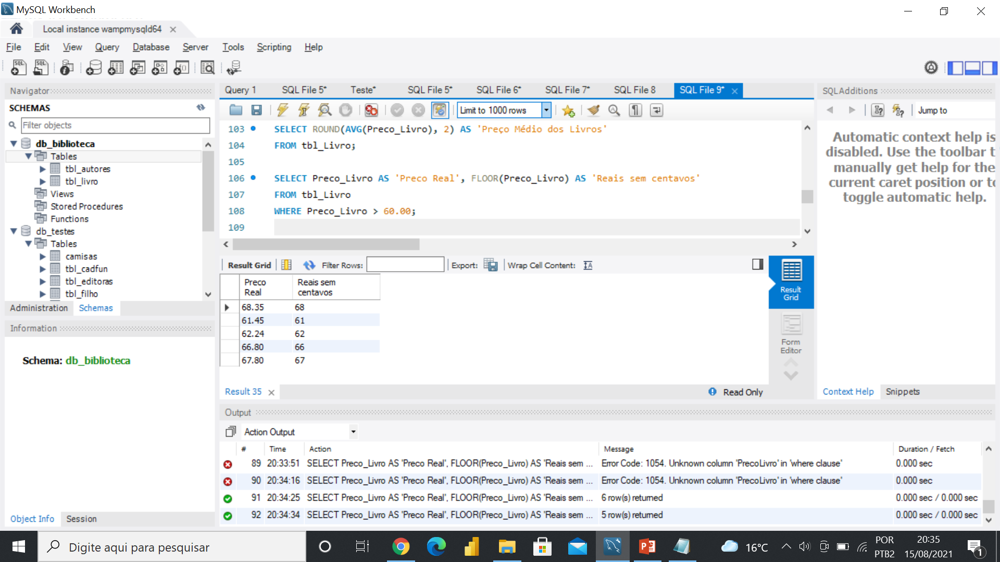 MySQL Workbench
Local instance wampmysqld64
File Edit View Query Database Server Tools Scripting Help
Navigator
SCHEMAS
Filter objects
db_biblioteca
Tables
tbl_autores
tbl_livro
Views
Stored Procedures
Functions
db_testes
Tables
camisas
tbl_cadfun
tbl_editoras
tbl_filho
Administration Schemas
Information
Schema: db_biblioteca
Object Info Session
Query 1 SQL File 5* Teste* SQL File 5* SQL File 6* SQL File 7* SQL File 8 SQL File 9*
Limit to 1000 rows
103 SELECT ROUND(AVG(Preco_Livro), 2) AS 'Preço Médio dos Livros'
104 FROM tbl_Livro;
105
106 SELECT Preco_Livro AS 'Preco Real', FLOOR(Preco_Livro) AS 'Reais sem centavos'
107 FROM tbl_Livro
108 WHERE Preco_Livro > 60.00;
109
Result Grid Filter Rows: Export: Wrap Cell Content:
Preco Reais sem
Real centavos
68.35 68
61.45 61
62.24 62
66.80 66
67.80 67
Result
Grid
Form
Editor
Result 35 Read Only
SQLAdditions
Jump to
Automatic context help is
disabled. Use the toolbar t
manually get help for the
current caret position or to
toggle automatic help.
Context Help Snippets
Output
Action Output
# Time Action Message Duration / Fetch
89 20:33:51 SELECT Preco_Livro AS 'Preco Real', FLOOR(Preco_Livro) AS 'Reais sem ... Error Code: 1054. Unknown column 'PrecoLivro' in 'where clause' 0.000 sec
90 20:34:16 SELECT Preco_Livro AS 'Preco Real', FLOOR(Preco_Livro) AS 'Reais sem ... Error Code: 1054. Unknown column 'PrecoLivro' in 'where clause' 0.000 sec
91 20:34:25 SELECT Preco_Livro AS 'Preco Real', FLOOR(Preco_Livro) AS 'Reais sem ... 6 row(s) returned 0.000 sec / 0.000 sec
92 20:34:34 SELECT Preco_Livro AS 'Preco Real', FLOOR(Preco_Livro) AS 'Reais sem ... 5 row(s) returned 0.000 sec / 0.000 sec
Digite aqui para pesquisar
16°C
POR
PTB2
20:35
15/08/2021
1